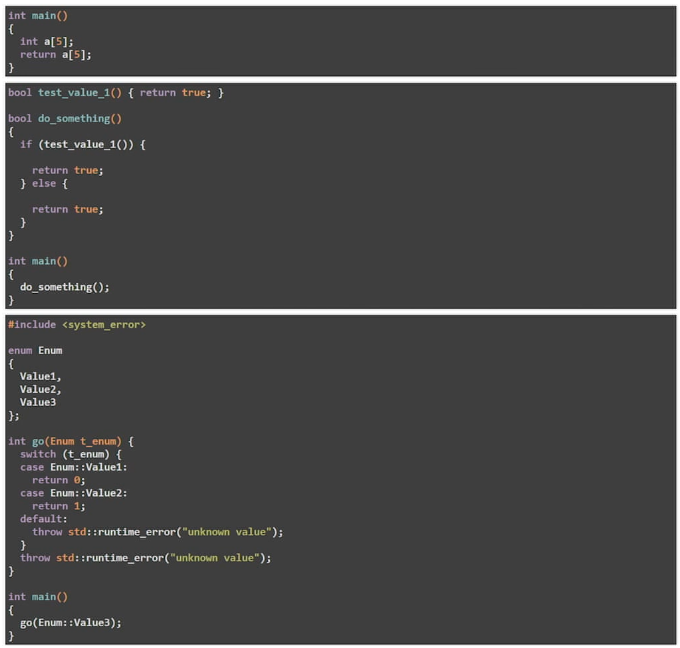 int main()
{
  int a[5];
  return a[5];
}
bool test_value_1() { return true; }
bool do_something()
{
  if (test_value_1()) {
    return true;
  } else {
    return true;
  }
}
int main()
{
  do_something();
}
#include <system_error>
enum Enum
{
  Value1,
  Value2,
  Value3
};
int go(Enum t_enum) {
  switch (t_enum) {
  case Enum::Value1:
    return 0;
  case Enum::Value2:
    return 1;
  default:
    throw std::runtime_error("unknown value");
  }
  throw std::runtime_error("unknown value");
}
int main()
{
  go(Enum::Value3);
}